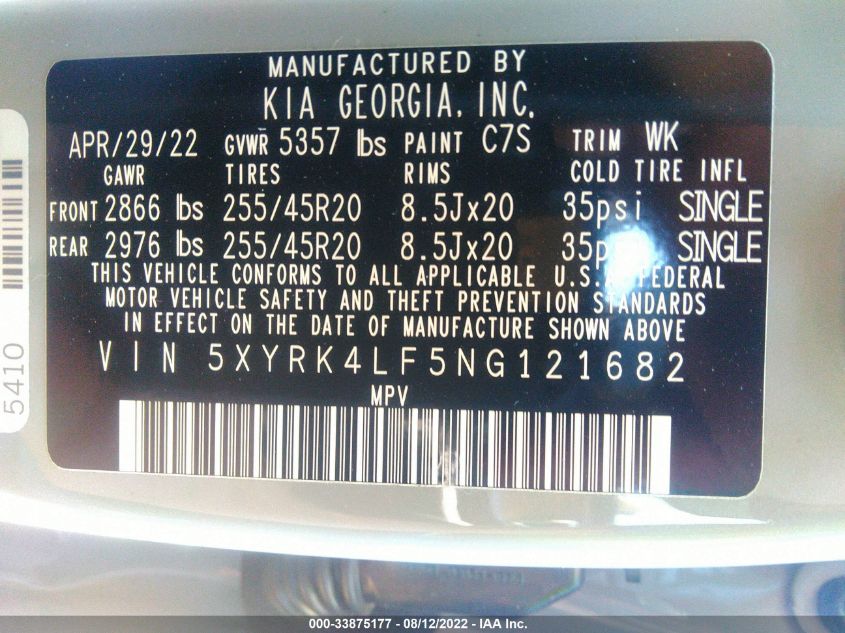 MANUFACTURED BY
KIA GEORGIA, INC.
APR/29/22 GVWR 5357 lbs PAINT C7S TRIM WK
GAWR TIRES RIMS COLD TIRE INFL
FRONT 2866 lbs 255/45R20 8.5Jx20 35psi SINGLE
REAR 2976 lbs 255/45R20 8.5Jx20 35psi SINGLE
THIS VEHICLE CONFORMS TO ALL APPLICABLE U.S.A. FEDERAL
MOTOR VEHICLE SAFETY AND THEFT PREVENTION STANDARDS
IN EFFECT ON THE DATE OF MANUFACTURE SHOWN ABOVE
VIN 5XYRK4LF5NG121682
MPV
5410
000-33875177 - 08/12/2022 - IAA Inc.